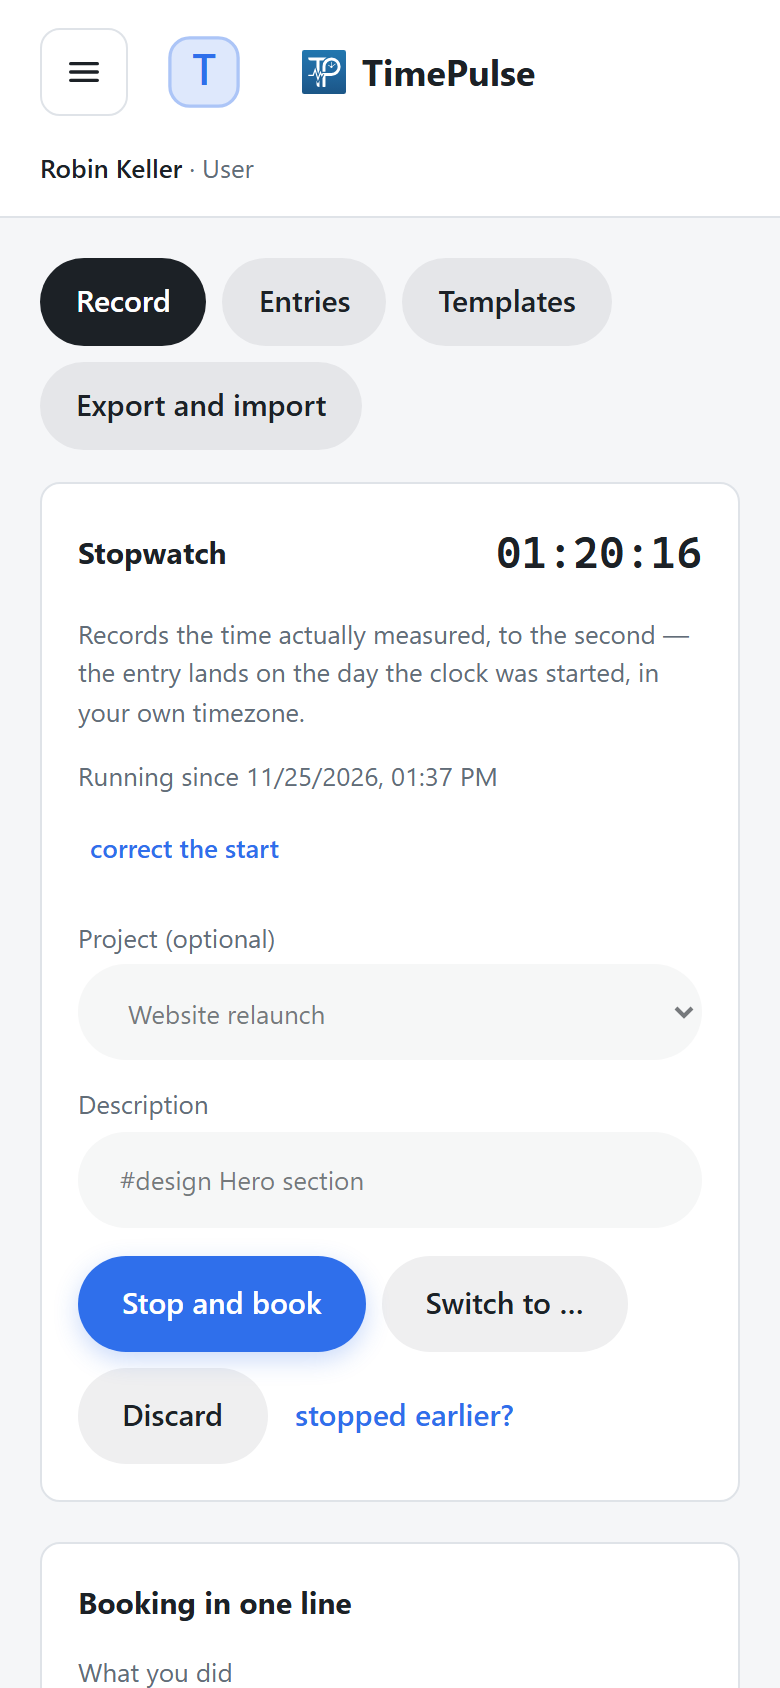 T
TimePulse
Robin Keller · User
Record
Entries
Templates
Export and import
Stopwatch
01:20:16
Records the time actually measured, to the second —
the entry lands on the day the clock was started, in
your own timezone.
Running since 11/25/2026, 01:37 PM
correct the start
Project (optional)
Website relaunch
Description
#design Hero section
Stop and book
Switch to ...
Discard
stopped earlier?
Booking in one line
What you did